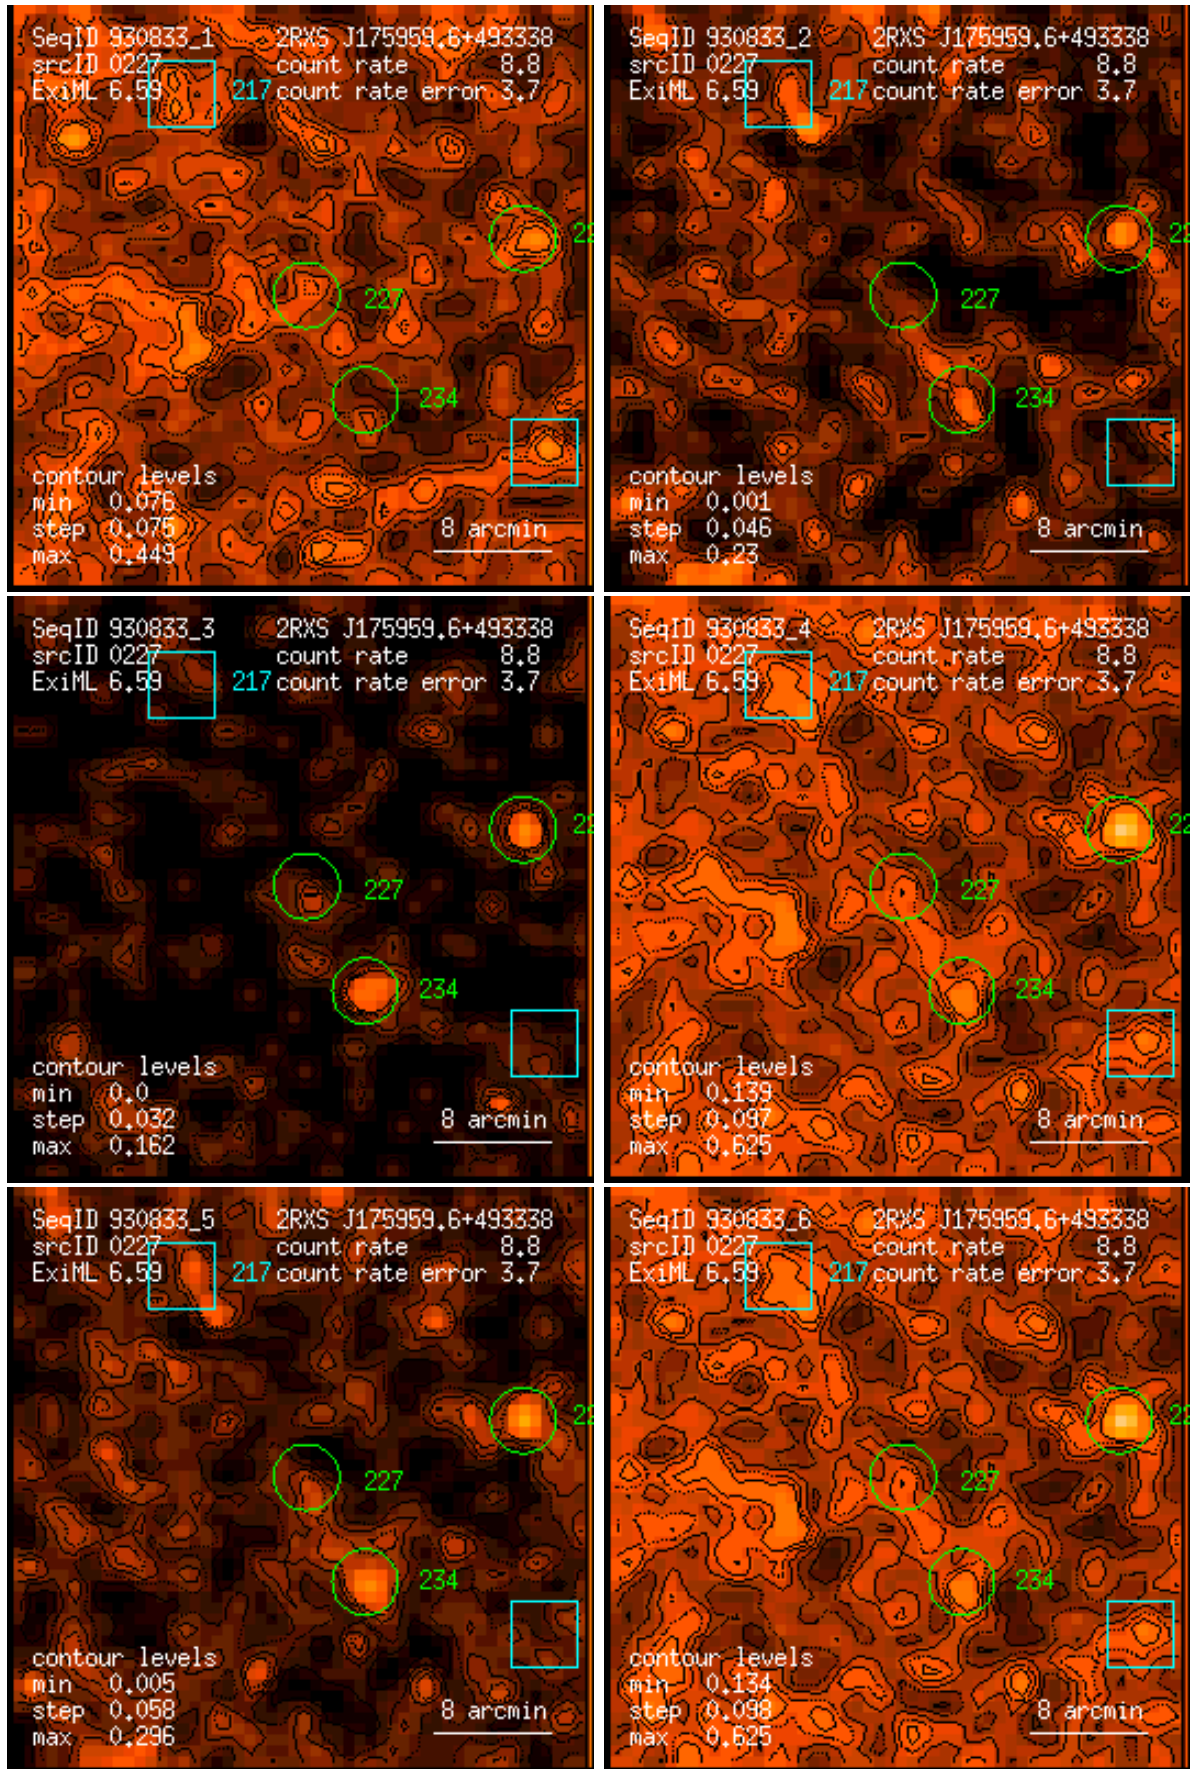 SeqID 930833_1 2RXS J175959.6+493338
srcID 0227 count rate 8.8
ExiML 6.59 217 count rate error 3.7
22
227
234
contour levels
min 0.076
step 0.075 8 arcmin
max 0.449
SeqID 930833_2 2RXS J175959.6+493338
srcID 0227 count rate 8.8
ExiML 6.59 217 count rate error 3.7
22
227
234
contour levels
min 0.001
step 0.046 8 arcmin
max 0.23
SeqID 930833_3 2RXS J175959.6+493338
srcID 0227 count rate 8.8
ExiML 6.59 217 count rate error 3.7
22
227
234
contour levels
min 0.0
step 0.032 8 arcmin
max 0.162
SeqID 930833_4 2RXS J175959.6+493338
srcID 0227 count rate 8.8
ExiML 6.59 217 count rate error 3.7
22
227
234
contour levels
min 0.139
step 0.097 8 arcmin
max 0.625
SeqID 930833_5 2RXS J175959.6+493338
srcID 0227 count rate 8.8
ExiML 6.59 217 count rate error 3.7
22
227
234
contour levels
min 0.005
step 0.058 8 arcmin
max 0.296
SeqID 930833_6 2RXS J175959.6+493338
srcID 0227 count rate 8.8
ExiML 6.59 217 count rate error 3.7
22
227
234
contour levels
min 0.134
step 0.098 8 arcmin
max 0.625